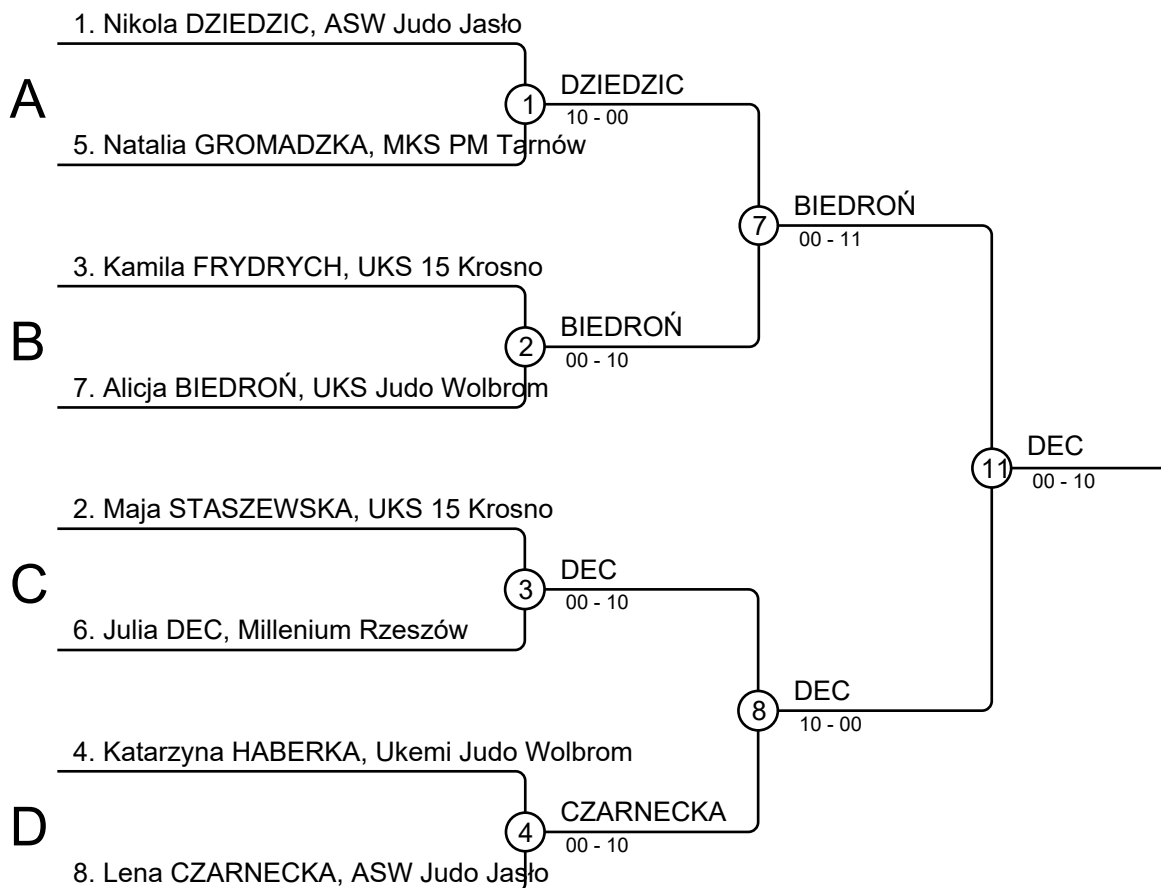 1. Nikola DZIEDZIC, ASW Judo Jasło
A
1
DZIEDZIC
10 - 00
5. Natalia GROMADZKA, MKS PM Tarnów
7
BIEDROŃ
00 - 11
3. Kamila FRYDRYCH, UKS 15 Krosno
B
2
BIEDROŃ
00 - 10
7. Alicja BIEDROŃ, UKS Judo Wolbrom
11
DEC
00 - 10
2. Maja STASZEWSKA, UKS 15 Krosno
C
3
DEC
00 - 10
6. Julia DEC, Millenium Rzeszów
8
DEC
10 - 00
4. Katarzyna HABERKA, Ukemi Judo Wolbrom
D
4
CZARNECKA
00 - 10
8. Lena CZARNECKA, ASW Judo Jasło